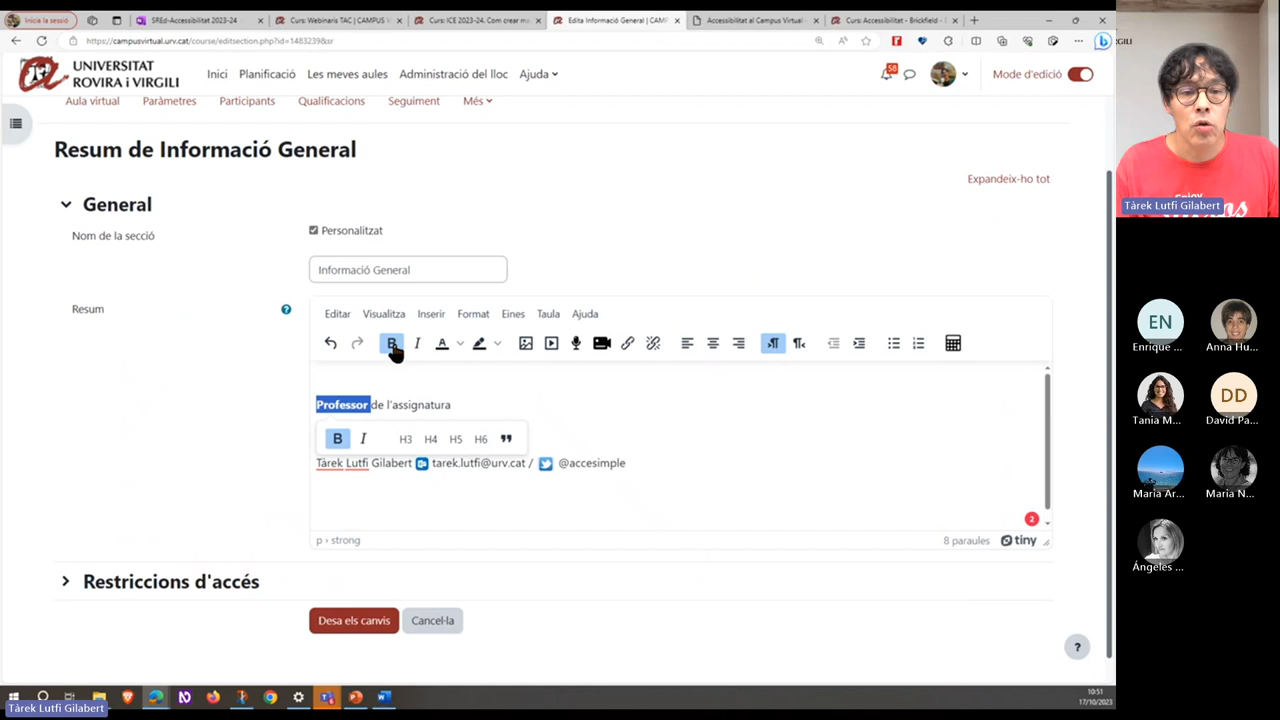 Inicia la sessió
SREd-Accessibilitat 2023-24
Curs: Webinaris TAC | CAMPUS V
Curs: ICE 2023-24. Com crear m
Edita Informació General | CAM
Accessibilitat al Campus Virtual -
Curs: Accessibilitat - Brickfield -
https://campusvirtual.urv.cat/course/editsection.php?id=1483239&sr
UNIVERSITAT
ROVIRA i VIRGILI
Inici
Planificació
Les meves aules
Administració del lloc
Ajuda
58
Mode d'edició
Aula virtual
Paràmetres
Participants
Qualificacions
Seguiment
Més
Resum de Informació General
Expandeix-ho tot
General
Nom de la secció
Personalitzat
Informació General
Resum
Editar
Visualitza
Inserir
Format
Eines
Taula
Ajuda
B I A
Professor de l'assignatura
B I H3 H4 H5 H6
Tàrek Lutfi Gilabert tarek.lutfi@urv.cat / @accesimple
2
p › strong
8 paraules
tiny
Restriccions d'accés
Desa els canvis
Cancel·la
?
10:51
17/10/2023
Tàrek Lutfi Gilabert
VIRGILI
Enjoy
Tàrek Lutfi Gilabert
EN
Enrique ...
Anna Hu...
Tania M...
DD
David Pa...
Maria Ar...
Maria N...
Ángeles ...